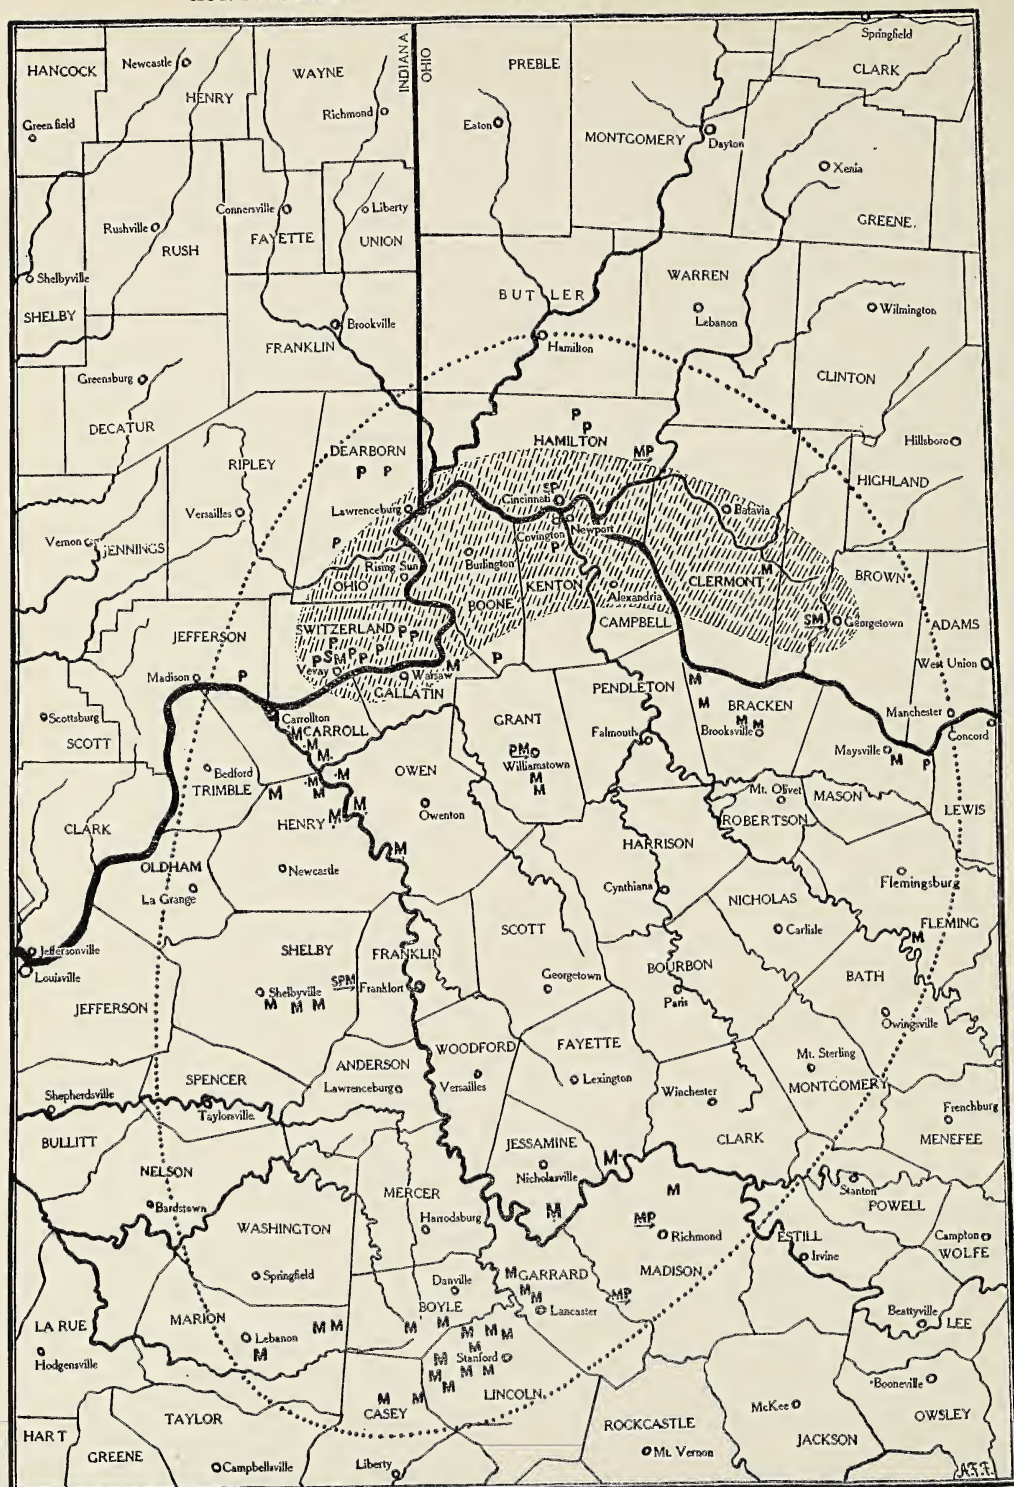 INDIANA
OHIO
HANCOCK
Newcastle
HENRY
WAYNE
Richmond
PREBLE
Springfield
CLARK
Greenfield
Eaton
MONTGOMERY
Dayton
Xenia
Connersville
Liberty
Rushville
RUSH
FAYETTE
UNION
GREENE.
Shelbyville
SHELBY
BUTLER
WARREN
Lebanon
Wilmington
Brookville
FRANKLIN
Hamilton
Greensburg
CLINTON
DECATUR
P
P
HAMILTON
DEARBORN
P P
MP
Hillsboro
RIPLEY
HIGHLAND
SP
Cincinnati
Lawrenceburg
Versailles
Batavia
Newport
Covington
P
Vernon
JENNINGS
P
Rising Sun
Burlington
OHIO
KENTON
Alexandria
CLERMONT
M
BROWN
BOONE
CAMPBELL
SM
Georgetown
ADAMS
JEFFERSON
SWITZERLAND
P P
P
P S M P P P
Vevay
Warsaw
M
P
West Union
Madison
P
GALLATIN
PENDLETON
M
M
BRACKEN
M M
Brooksville
Manchester
Concord
Scottsburg
SCOTT
Carrollton
CARROLL
M
M
M
GRANT
PM
Williamstown
M
M
Falmouth
Maysville
M
P
Bedford
TRIMBLE
M
M
M
M
OWEN
Owenton
Mt. Olivet
MASON
ROBERTSON
LEWIS
CLARK
HENRY
M
M
M
HARRISON
OLDHAM
La Grange
Newcastle
Cynthiana
Flemingsburg
NICHOLAS
Carlisle
FLEMING
M
SHELBY
FRANKLIN
SCOTT
Jeffersonville
Louisville
BOURBON
BATH
JEFFERSON
Shelbyville
M M M
SPM
Frankfort
Georgetown
Paris
Owingsville
ANDERSON
WOODFORD
FAYETTE
Mt. Sterling
MONTGOMERY
SPENCER
Lawrenceburg
Versailles
Lexington
Winchester
Shepherdsville
Taylorsville
Frenchburg
BULLITT
JESSAMINE
CLARK
MENEFEE
NELSON
Nicholasville
M
Bardstown
MERCER
M
M
Stanton
POWELL
WASHINGTON
Harrodsburg
MP
Richmond
ESTILL
Irvine
Campton
WOLFE
Springfield
Danville
M
GARRARD
M
M
MADISON
MP
LA RUE
MARION
Lebanon
M
M M
BOYLE
M
M
Lancaster
Beattyville
LEE
Hodgensville
M M M
M
M
Stanford
M
M M
M
Booneville
M
M
CASEY
LINCOLN.
TAYLOR
ROCKCASTLE
McKee
OWSLEY
HART
GREENE
Campbellsville
Liberty
Mt. Vernon
JACKSON
A.F.F.